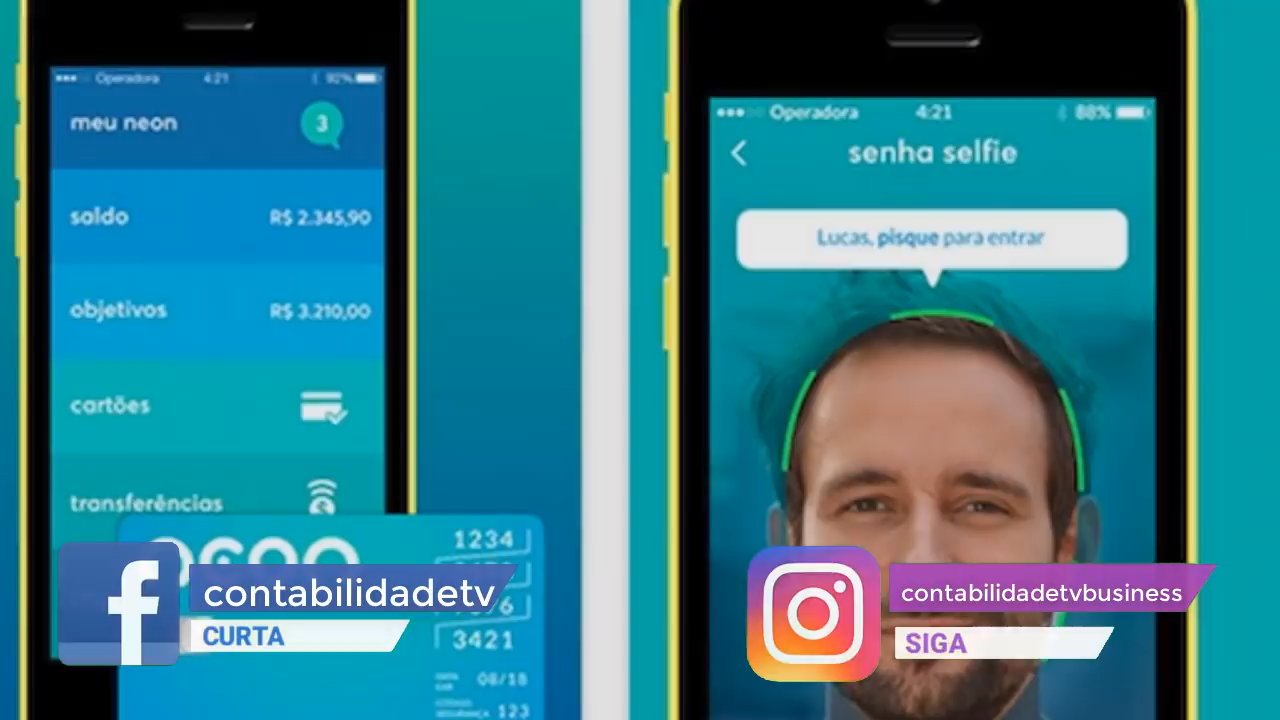 Operadora 4:21 92%
meu neon 3
saldo R$ 2.345,90
objetivos R$ 3.210,00
cartões
transferências
1234
3421
08/18
123
contabilidadetv
CURTA
Operadora 4:21 88%
senha selfie
Lucas, pisque para entrar
contabilidadetvbusiness
SIGA